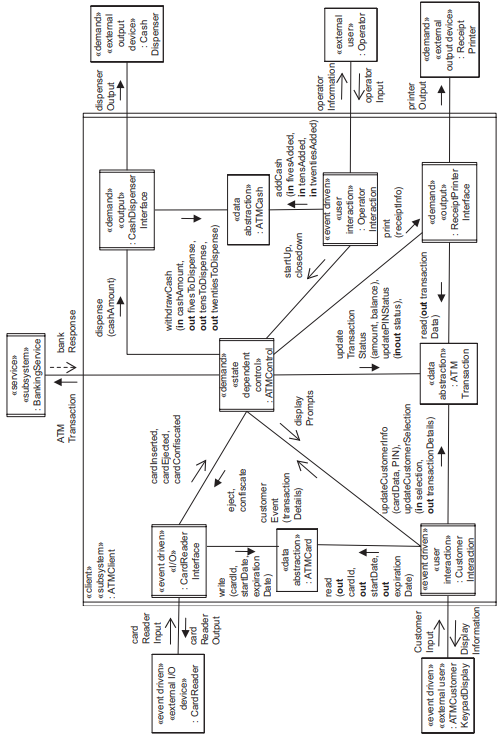 «demand»
«external
output
device»
: Cash
Dispenser
«external
user»
: Operator
«demand»
«external
output device»
: Receipt
Printer
dispenser
Output
operator
Information
operator
Input
printer
Output
«demand»
«output»
: CashDispenser
Interface
withdrawCash
(in cashAmount,
out fivesToDispense,
out tensToDispense,
out twentiesToDispense)
«data
abstraction»
: ATMCash
addCash
(in fivesAdded,
in tensAdded,
in twentiesAdded)
«event driven»
«user
interaction»
: Operator
Interaction
print
(receiptInfo)
«demand»
«output»
: ReceiptPrinter
Interface
dispense
(cashAmount)
startUp,
closedown
read(out transaction
Data)
«service»
«subsystem»
: BankingService
bank
Response
ATM
Transaction
«demand»
«state
dependent
control»
: ATMControl
update
Transaction
Status
(amount, balance),
updatePINStatus
(inout status),
«data
abstraction»
: ATM
Transaction
cardInserted,
cardEjected,
cardConfiscated
eject,
confiscate
customer
Event
(transaction
Details)
display
Prompts
updateCustomerInfo
(cardData, PIN),
updateCustomerSelection
(in selection,
out transactionDetails)
«client»
«subsystem»
: ATMClient
«event driven»
«I/O»
: CardReader
Interface
write
(cardId,
startDate,
expiration
Date)
«data
abstraction»
: ATMCard
read
(out
cardId,
out
startDate,
out
expiration
Date)
«event driven»
«user
interaction»
: Customer
Interaction
card
Reader
Input
card
Reader
Output
Customer
Input
Display
Information
«event driven»
«external I/O
device»
: CardReader
«event driven»
«external user»
: ATMCustomer
KeypadDisplay